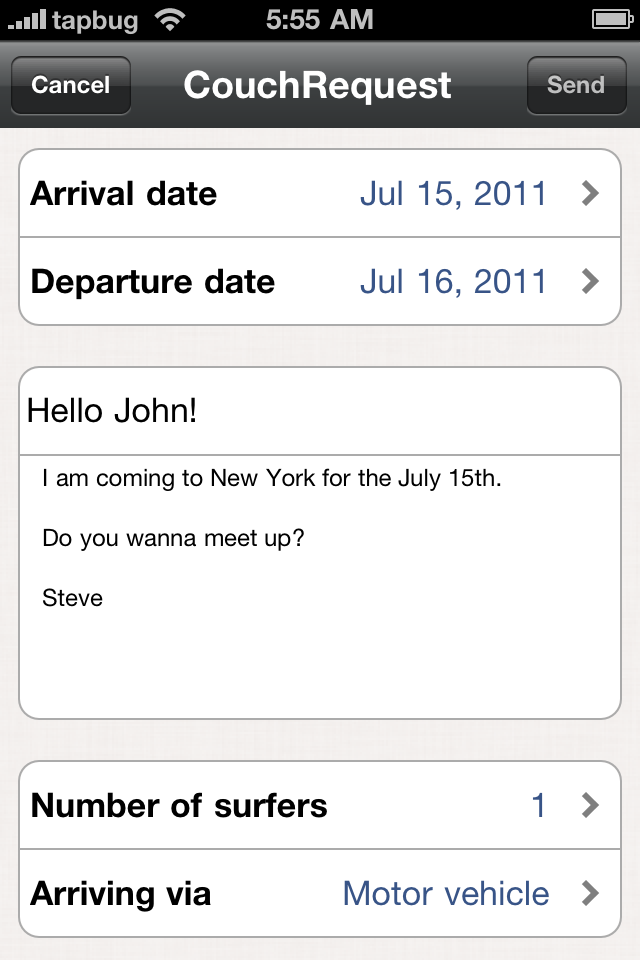 tapbug 5:55 AM
Cancel CouchRequest Send
Arrival date Jul 15, 2011
Departure date Jul 16, 2011
Hello John!
I am coming to New York for the July 15th.
Do you wanna meet up?
Steve
Number of surfers 1
Arriving via Motor vehicle